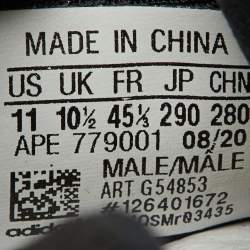 MADE IN CHINA
US UK FR JP CHN
11 10½ 45⅓ 290 280
APE 779001 08/20
MALE/MÂLE
ART G54853
#126401672
adidas